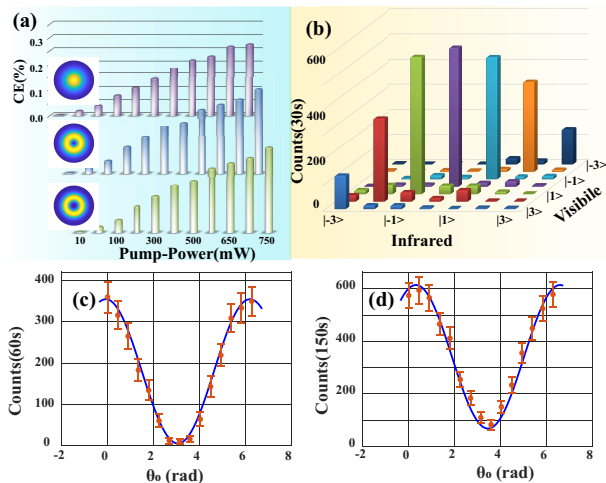 (a)
CE(%)
0.3
0.2
0.1
0.0
10 100 300 500 650 750
Pump-Power(mW)
(b)
Counts(30s)
600
400
200
0
|-3> |-1> |1> |3>
Infrared
|3> |1> |-1> |-3>
Visibile
(c)
Counts(60s)
400
300
200
100
0
-2 0 2 4 6 8
θ₀ (rad)
(d)
Counts(150s)
600
400
200
0
-2 0 2 4 6 8
θ₀ (rad)